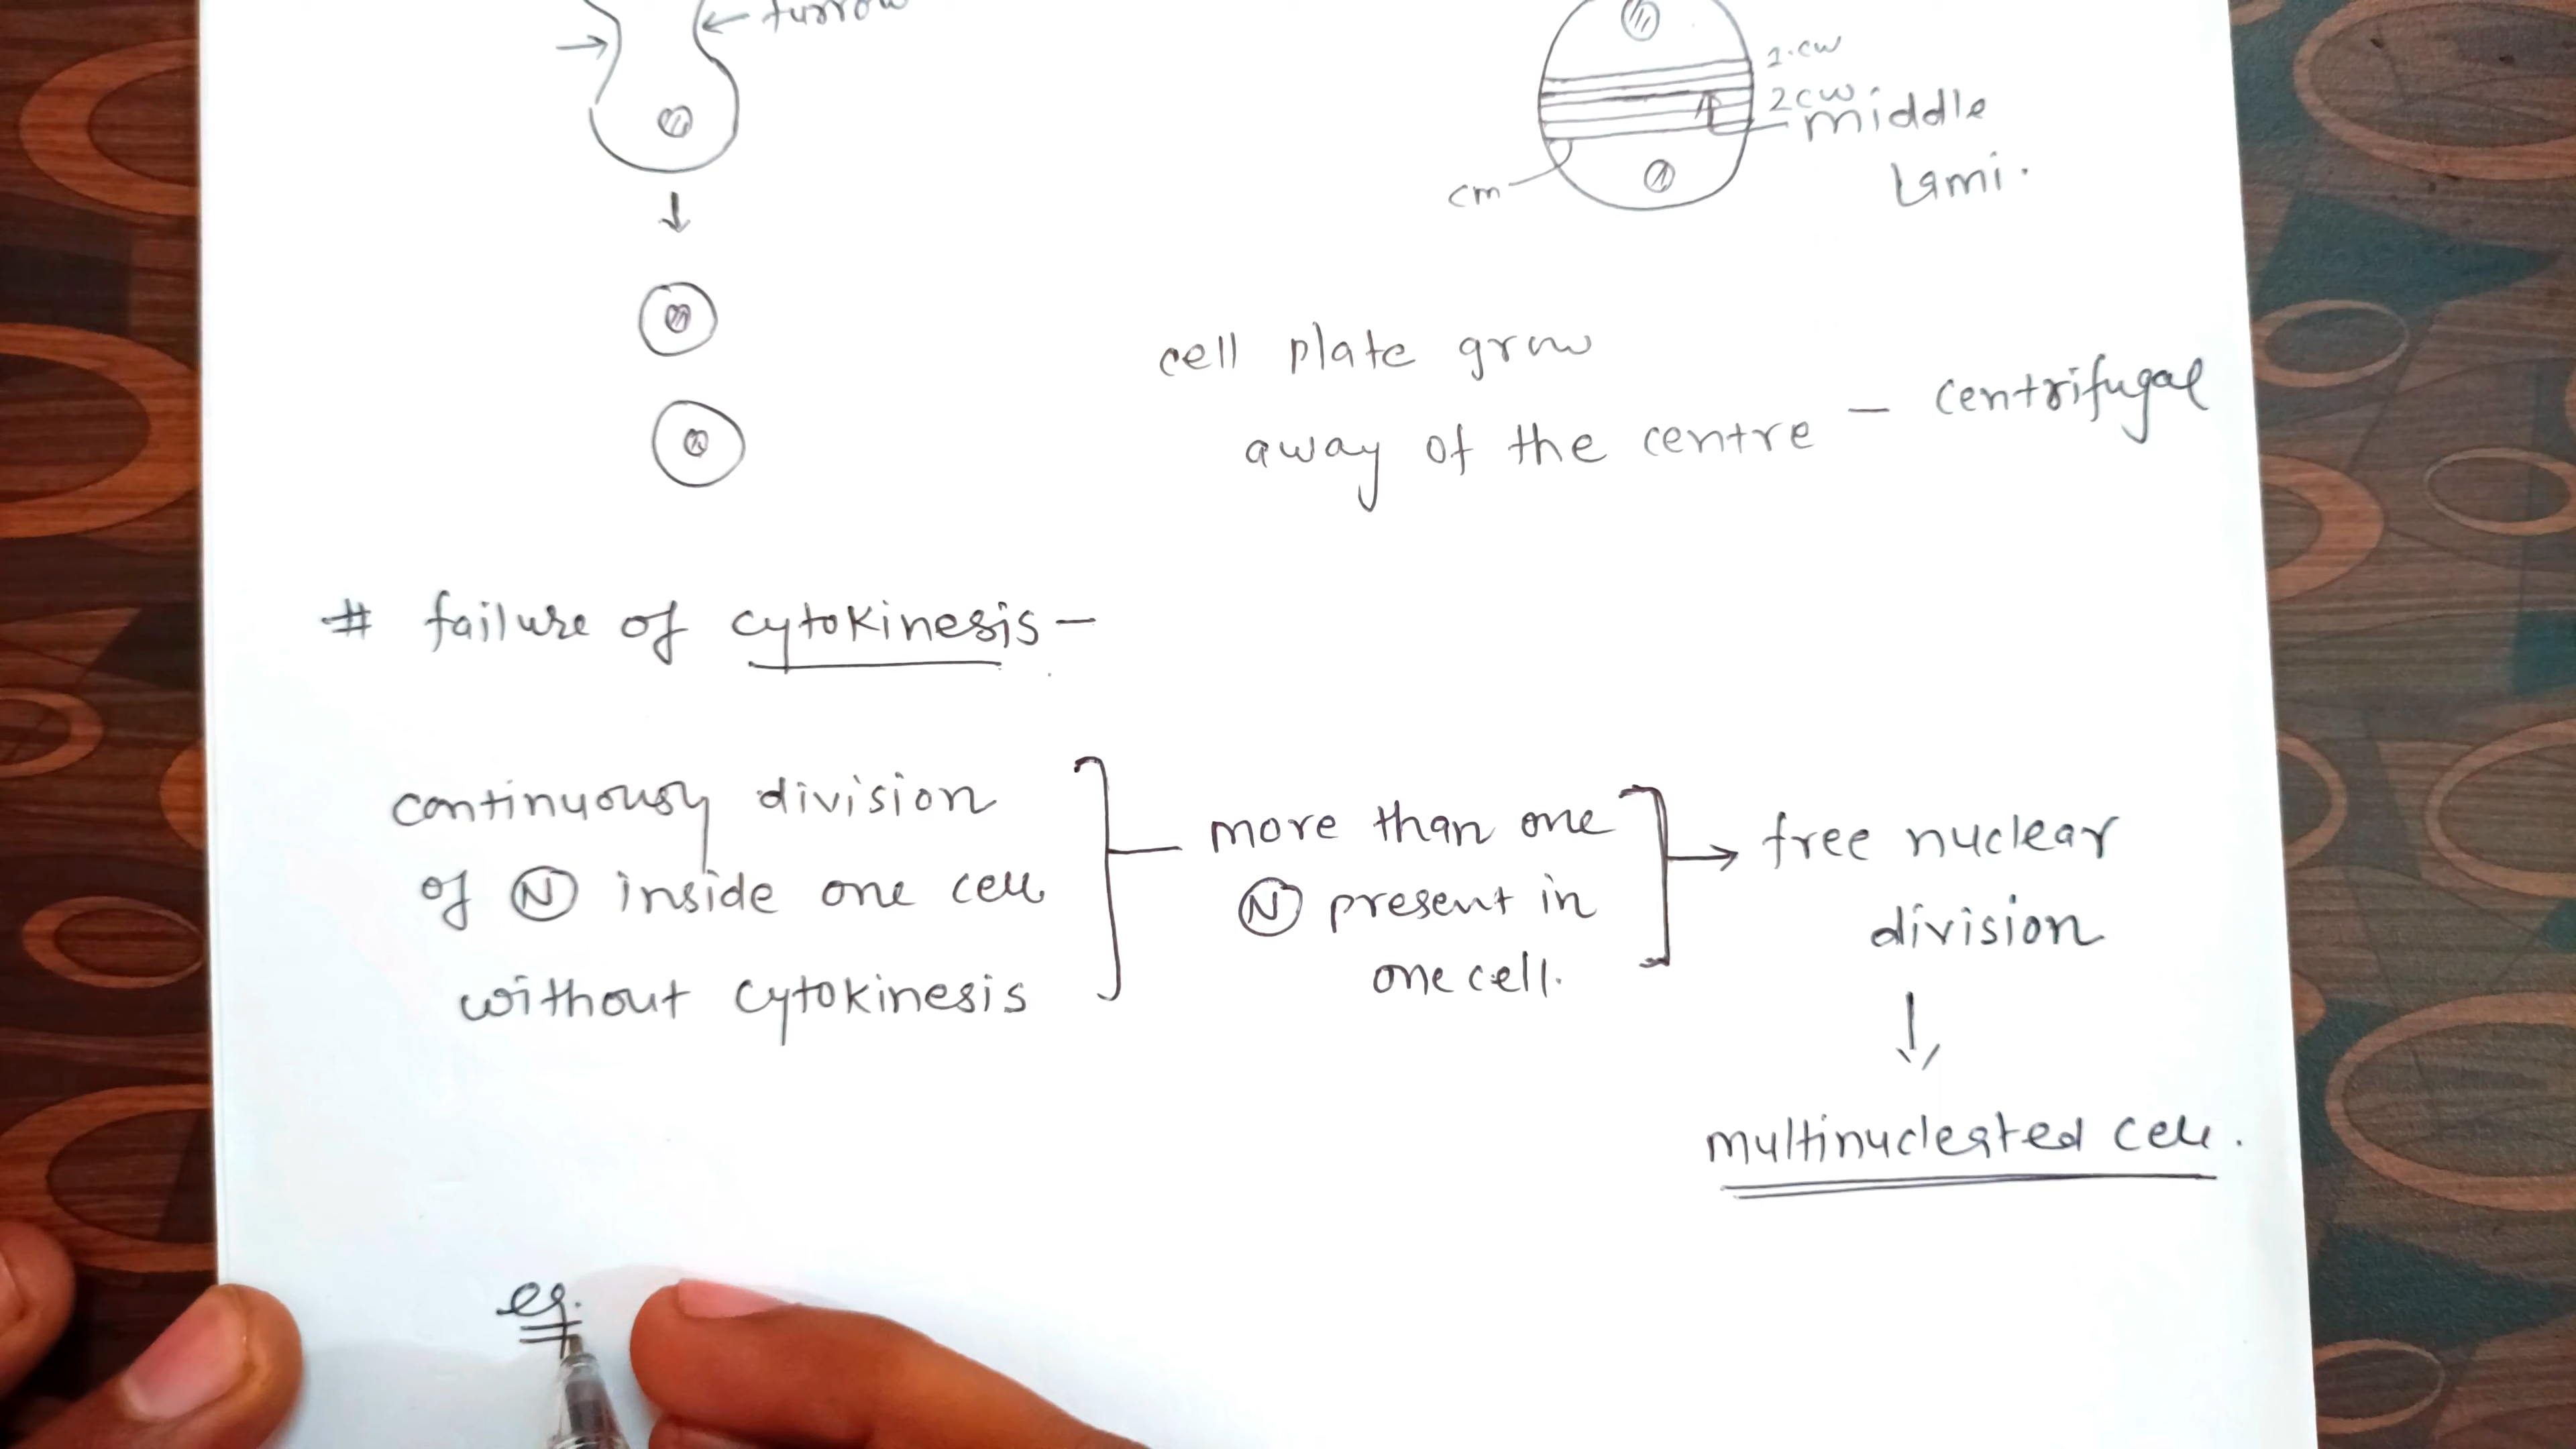 ← furrow
1.cw
2cw
middle
Lami.
cm
cell plate grow
away of the centre - centrifugal
# failure of cytokinesis -
continuously division
of (N) inside one cell
without cytokinesis
more than one
(N) present in
one cell.
→ free nuclear
division
↓
multinucleated cell.
eg.